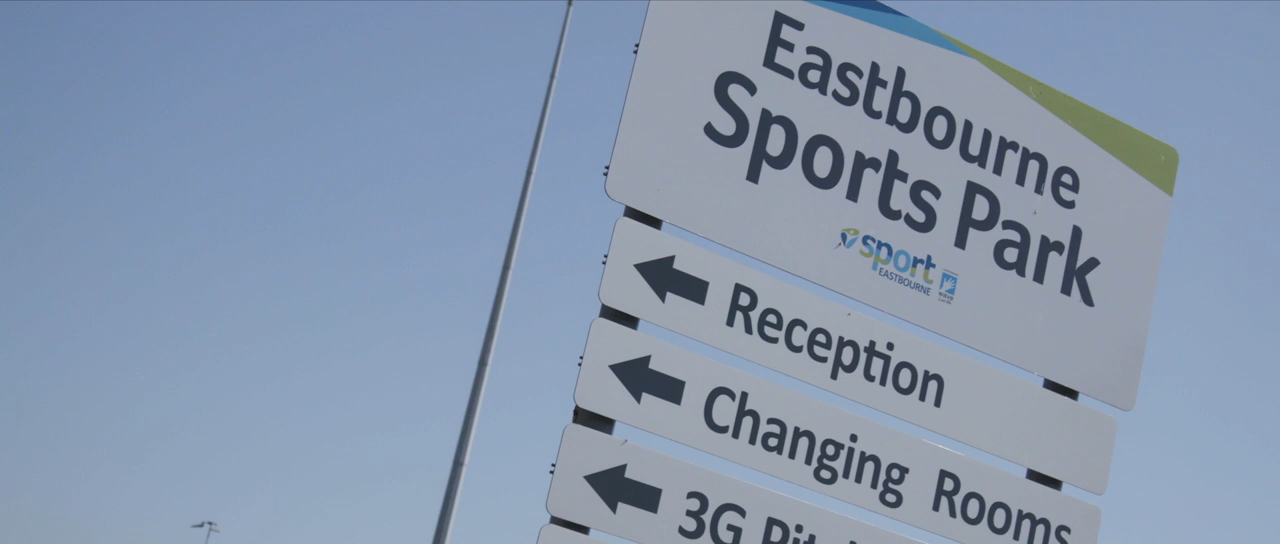 Eastbourne
Sports Park
sport
EASTBOURNE
Reception
Changing Rooms
3G